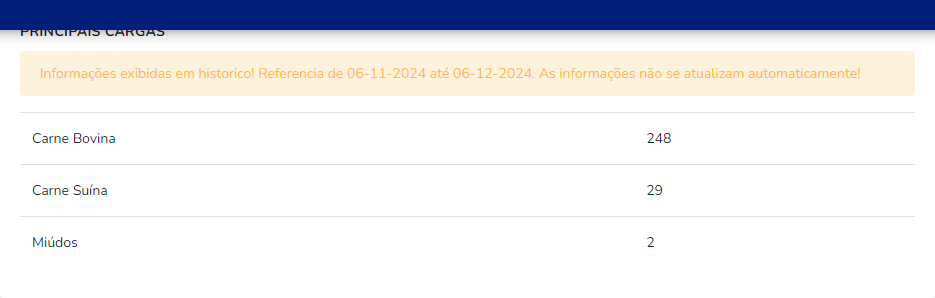 PRINCIPAIS CARGAS
Informações exibidas em historico! Referencia de 06-11-2024 até 06-12-2024. As informações não se atualizam automaticamente!
Carne Bovina 248
Carne Suína 29
Miúdos 2